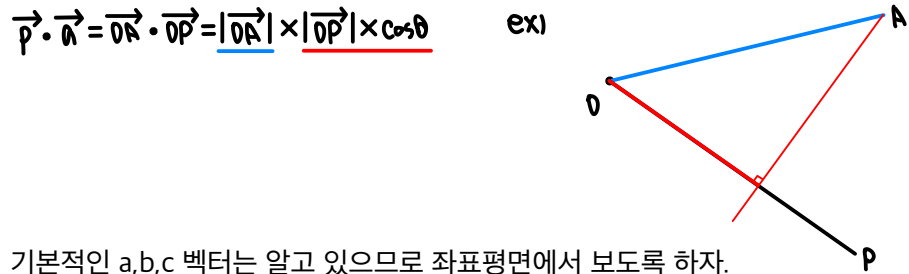 p⃗·a⃗=OA⃗·OP⃗=|OA⃗|×|OP⃗|×cosθ ex)
A
O
P
기본적인 a,b,c 벡터는 알고 있으므로 좌표평면에서 보도록 하자.